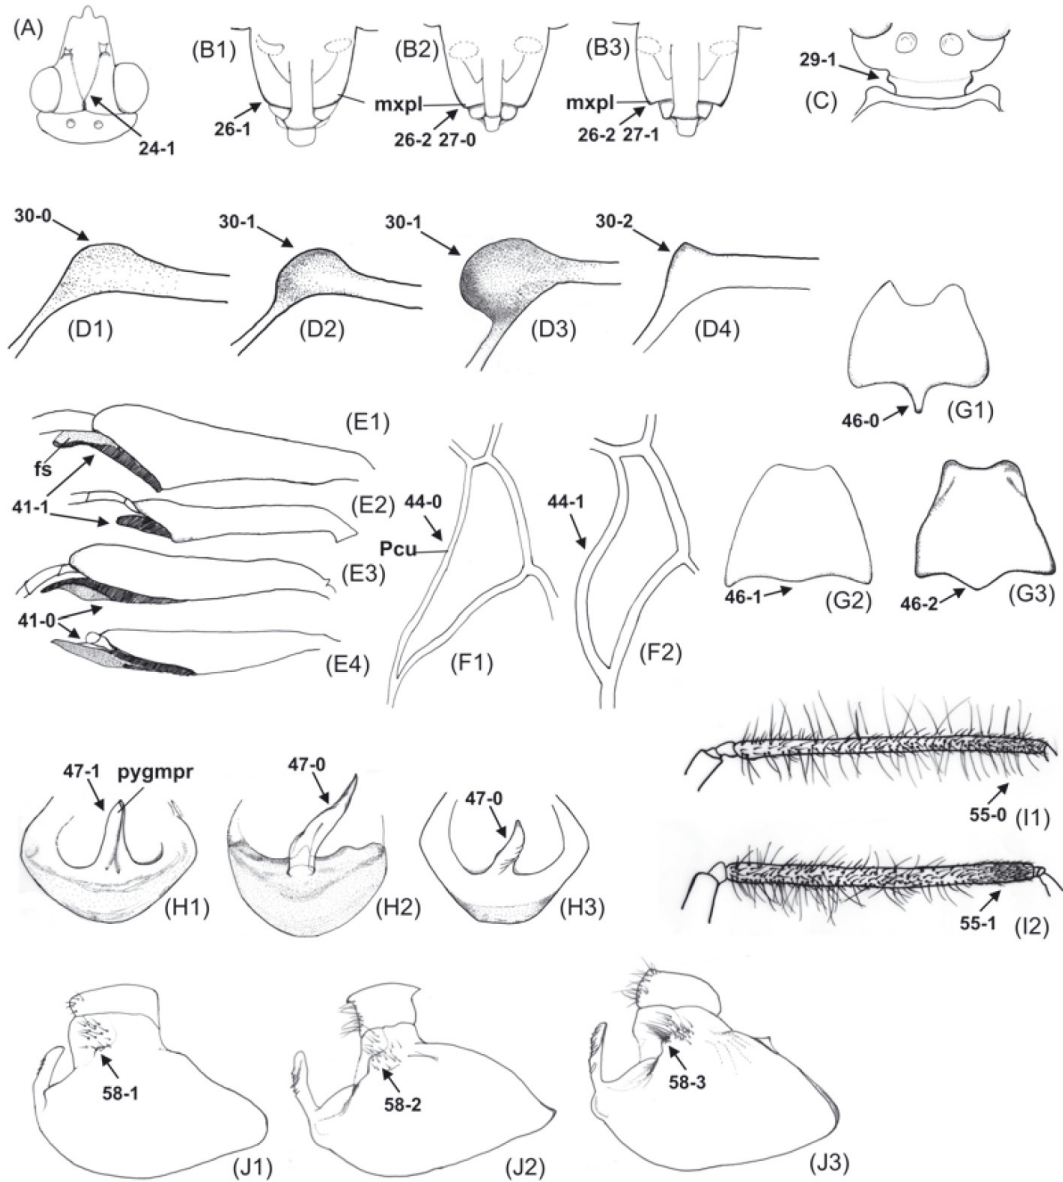 (A)
24-1
(B1)
26-1
(B2)
mxpl
26-2 27-0
(B3)
mxpl
26-2 27-1
29-1
(C)
30-0
(D1)
30-1
(D2)
30-1
(D3)
30-2
(D4)
46-0
(G1)
(E1)
fs
41-1
(E2)
(E3)
41-0
(E4)
44-0
Pcu
(F1)
44-1
(F2)
46-1
(G2)
46-2
(G3)
55-0
(I1)
55-1
(I2)
47-1
pygmpr
(H1)
47-0
(H2)
47-0
(H3)
58-1
(J1)
58-2
(J2)
58-3
(J3)